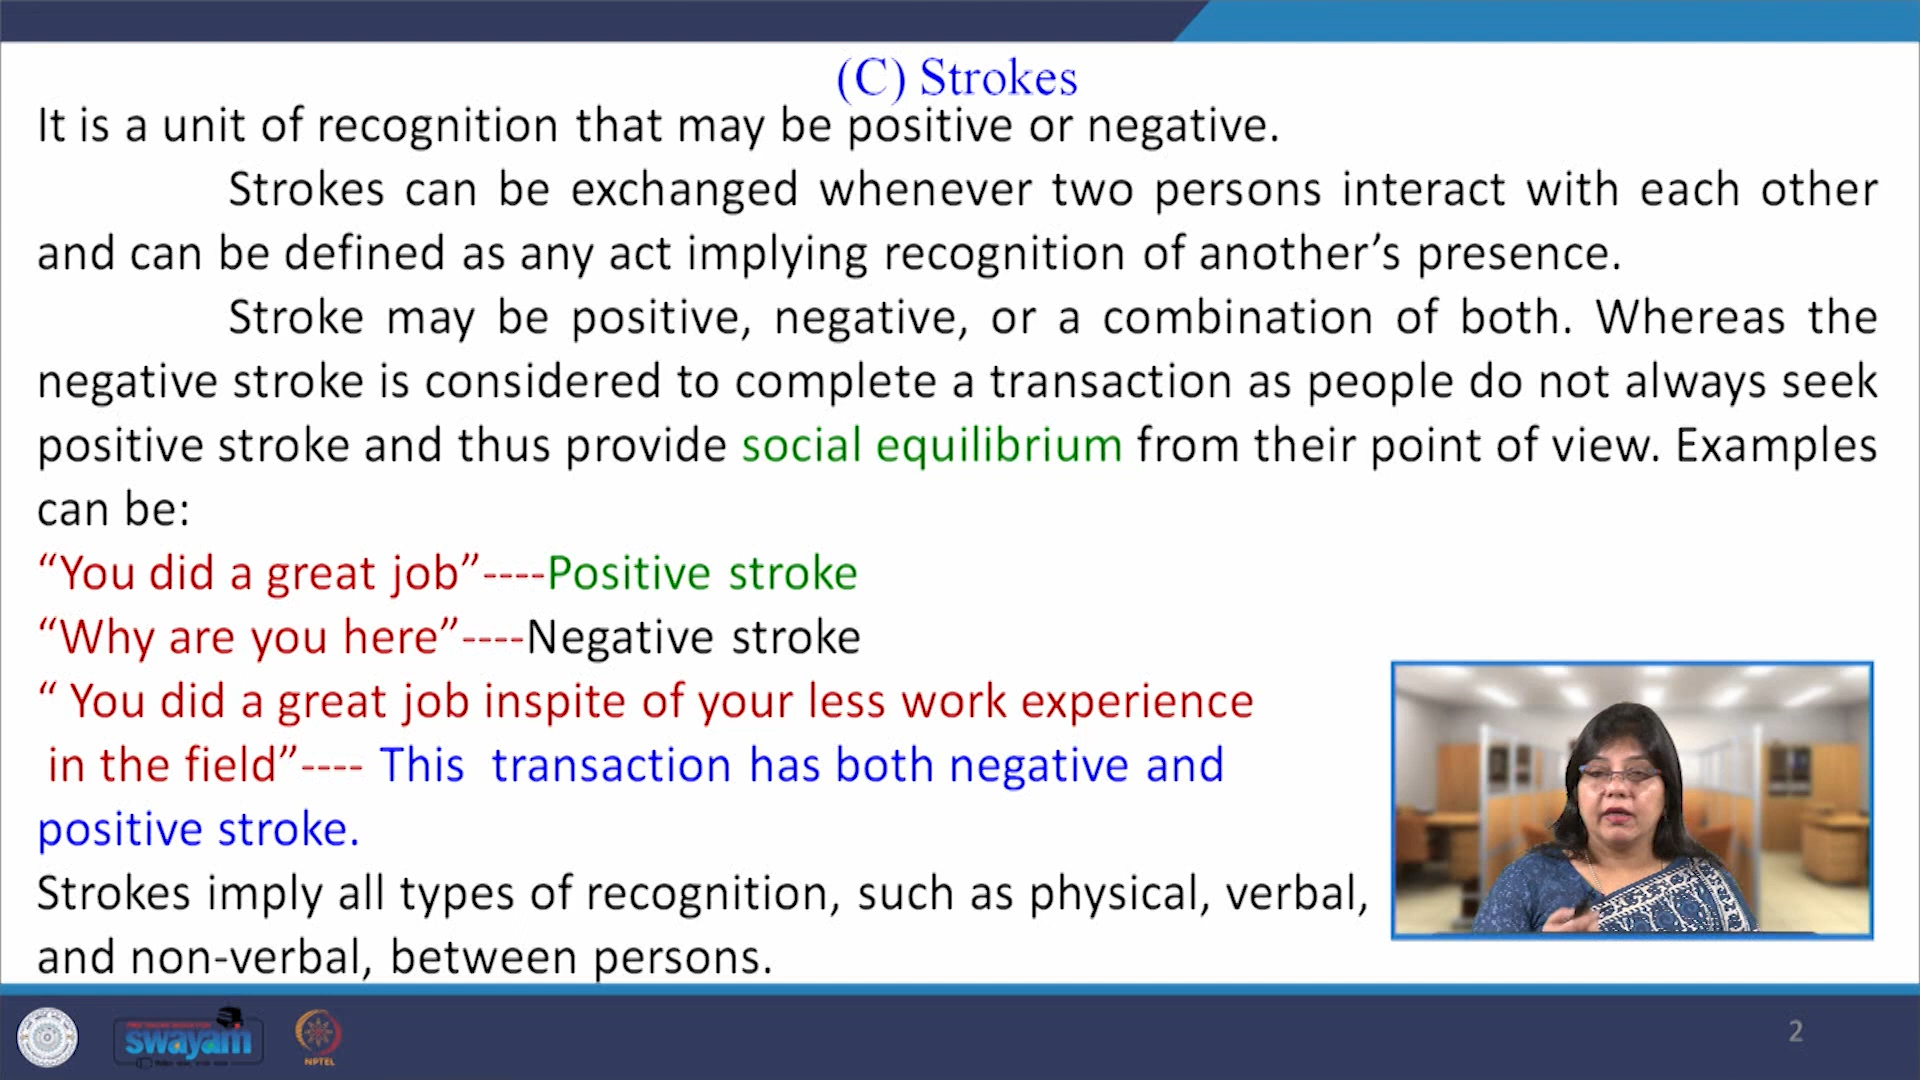 (C) Strokes
It is a unit of recognition that may be positive or negative.
Strokes can be exchanged whenever two persons interact with each other
and can be defined as any act implying recognition of another’s presence.
Stroke may be positive, negative, or a combination of both. Whereas the
negative stroke is considered to complete a transaction as people do not always seek
positive stroke and thus provide social equilibrium from their point of view. Examples
can be:
“You did a great job”----Positive stroke
“Why are you here”----Negative stroke
“ You did a great job inspite of your less work experience
in the field”---- This transaction has both negative and
positive stroke.
Strokes imply all types of recognition, such as physical, verbal,
and non-verbal, between persons.
swayam
NPTEL
2